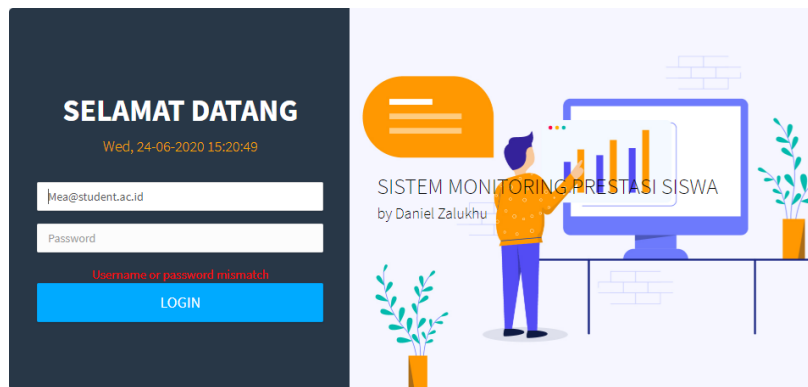 SELAMAT DATANG
Wed, 24-06-2020 15:20:49
Mea@student.ac.id
Password
Username or password mismatch
LOGIN
SISTEM MONITORING PRESTASI SISWA
by Daniel Zalukhu